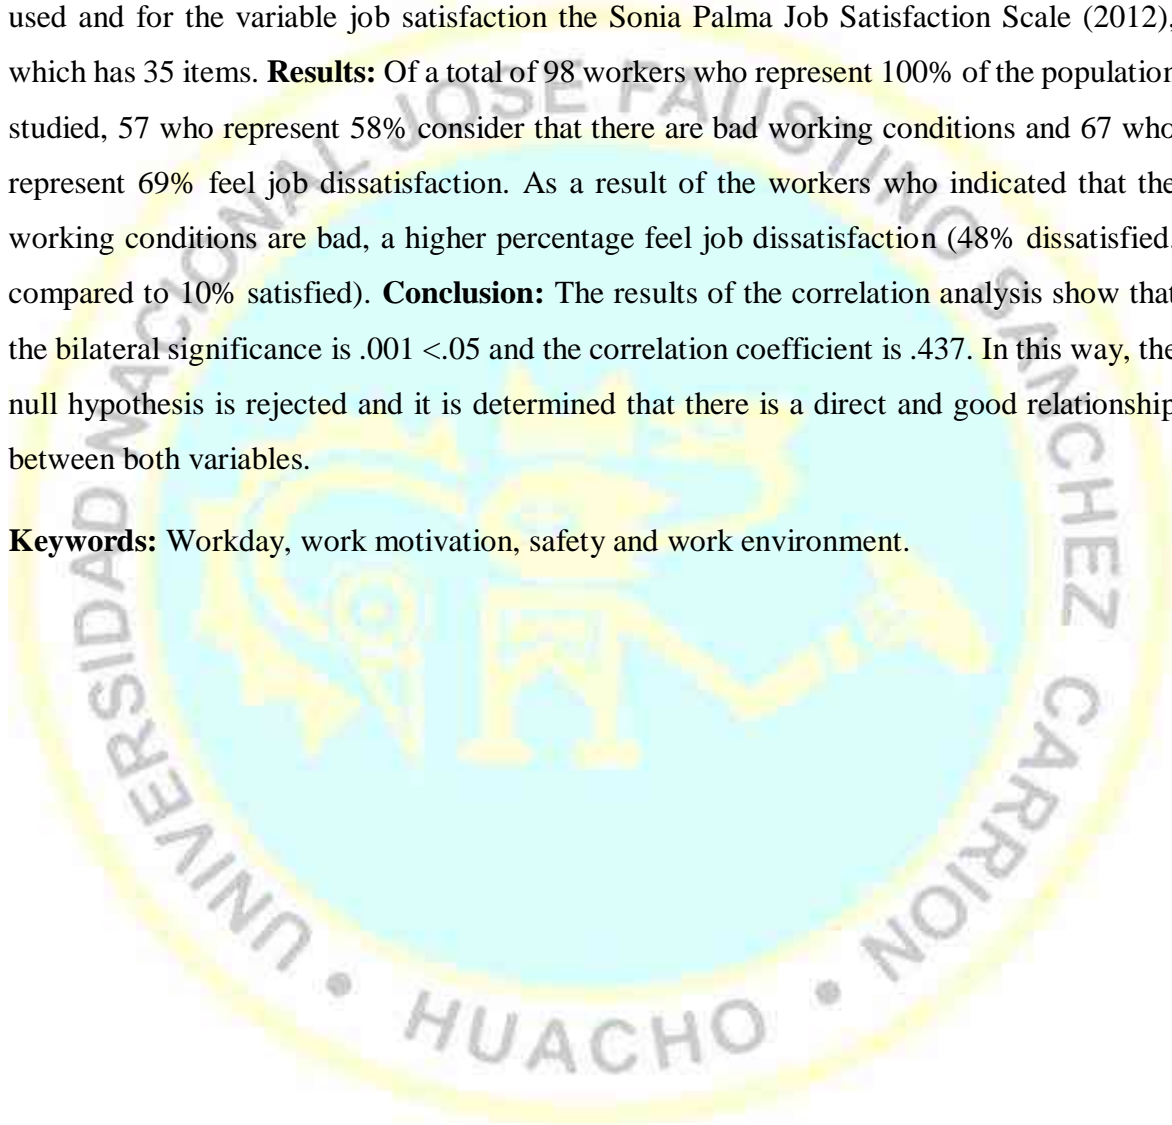 used and for the variable job satisfaction the Sonia Palma Job Satisfaction Scale (2012),
which has 35 items. Results: Of a total of 98 workers who represent 100% of the population
studied, 57 who represent 58% consider that there are bad working conditions and 67 who
represent 69% feel job dissatisfaction. As a result of the workers who indicated that the
working conditions are bad, a higher percentage feel job dissatisfaction (48% dissatisfied,
compared to 10% satisfied). Conclusion: The results of the correlation analysis show that
the bilateral significance is .001 <.05 and the correlation coefficient is .437. In this way, the
null hypothesis is rejected and it is determined that there is a direct and good relationship
between both variables.
Keywords: Workday, work motivation, safety and work environment.
UNIVERSIDAD NACIONAL JOSE FAUSTINO SANCHEZ CARRION
• HUACHO •